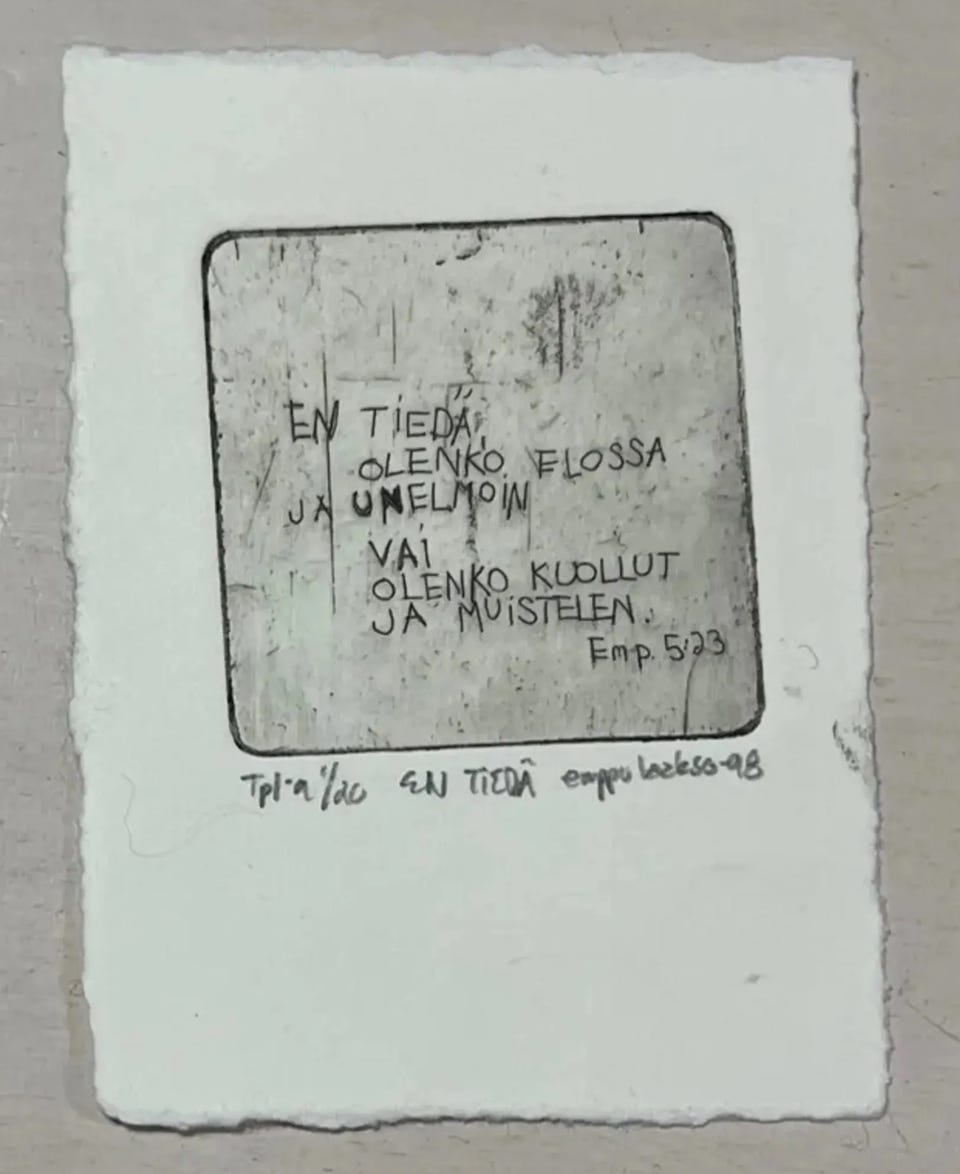 EN TIEDÄ,
OLENKO ELOSSA
JA UNELMOIN
VAI
OLENKO KUOLLUT
JA MUISTELEN.
Emp. 5:23
Tpl-a 1/20 EN TIEDÄ emppu laakso -98